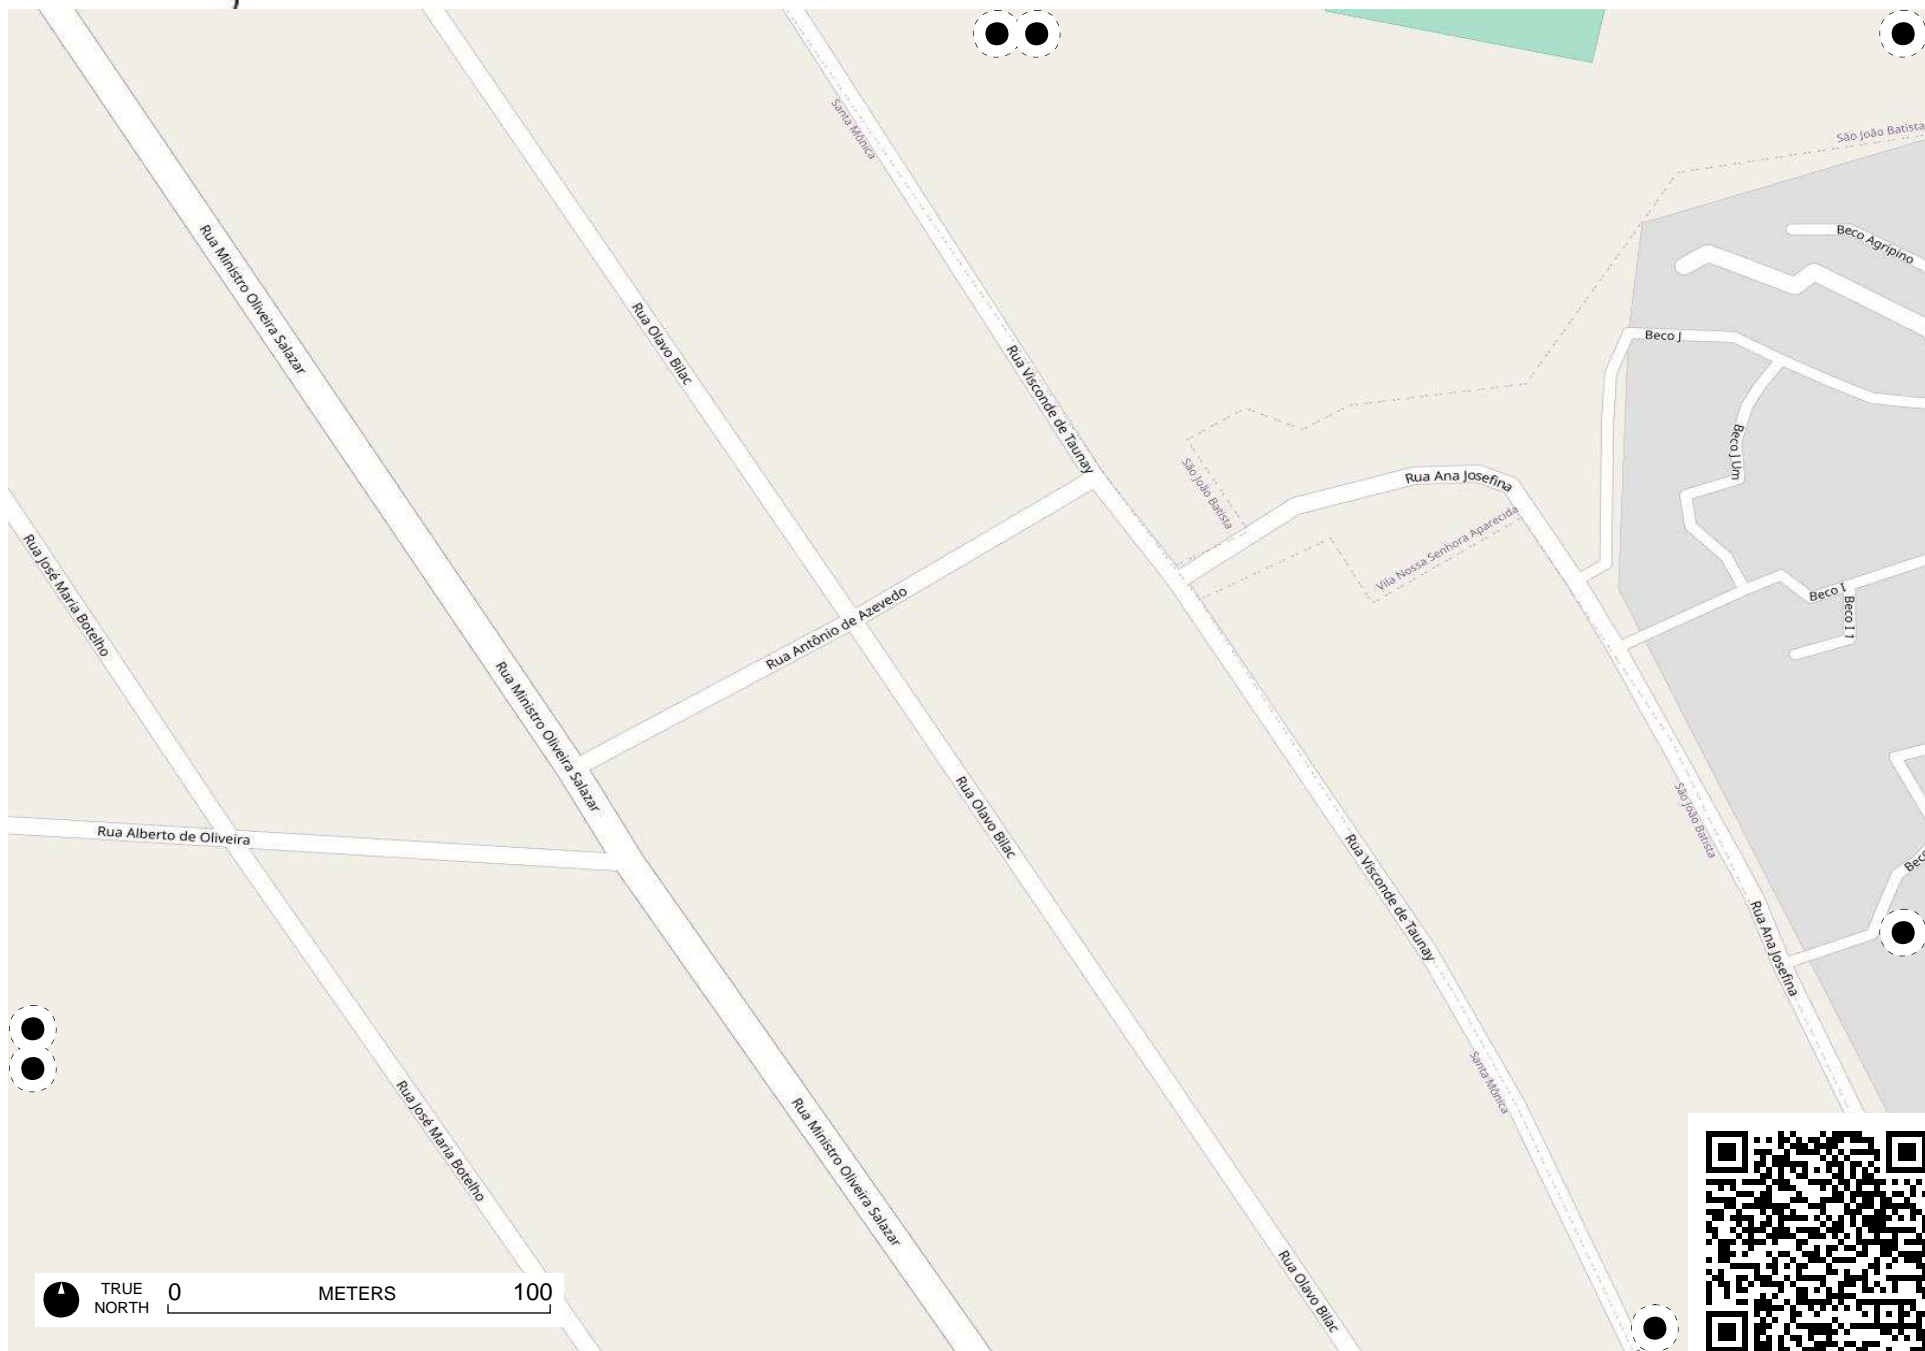 Santa Mônica
São João Batista
Rua Ministro Oliveira Salazar
Beco Agripino
Rua Olavo Bilac
Beco J
Rua Visconde de Taunay
Beco J Um
São João Batista
Rua Ana Josefina
Vila Nossa Senhora Aparecida
Rua José Maria Botelho
Rua Antônio de Azevedo
Beco I
Beco I 1
Rua Ministro Oliveira Salazar
Rua Olavo Bilac
São João Batista
Rua Alberto de Oliveira
Rua Visconde de Taunay
Beco
Rua Ana Josefina
Santa Mônica
Rua José Maria Botelho
Rua Ministro Oliveira Salazar
Rua Olavo Bilac
TRUE
NORTH
0 METERS 100